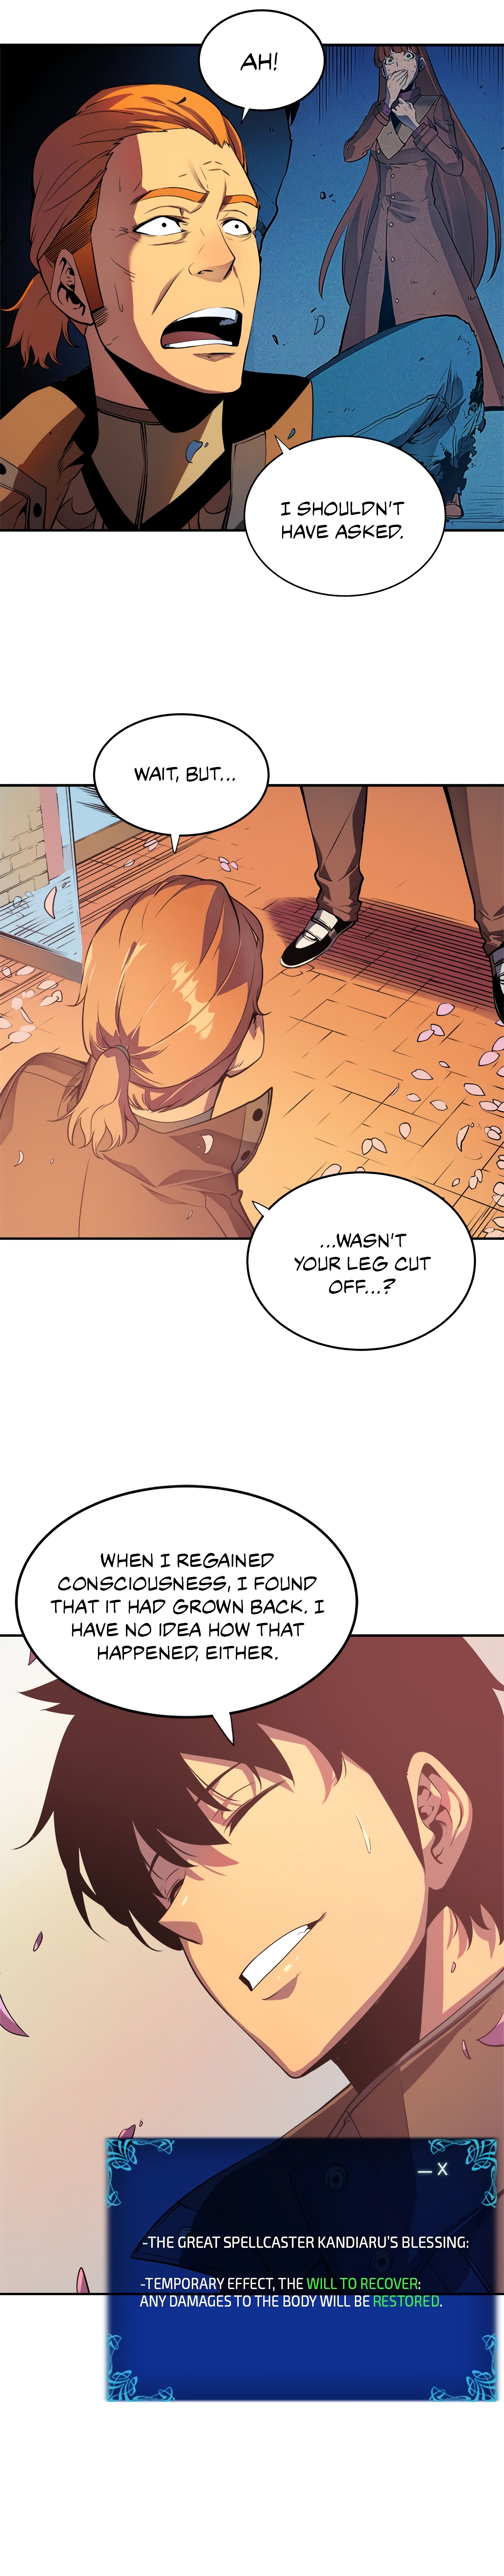 AH!
I SHOULDN'T
HAVE ASKED.
WAIT, BUT...
...WASN'T
YOUR LEG CUT
OFF...?
WHEN I REGAINED
CONSCIOUSNESS, I FOUND
THAT IT HAD GROWN BACK. I
HAVE NO IDEA HOW THAT
HAPPENED, EITHER.
— X
-THE GREAT SPELLCASTER KANDIARU'S BLESSING:
-TEMPORARY EFFECT, THE WILL TO RECOVER:
ANY DAMAGES TO THE BODY WILL BE RESTORED.